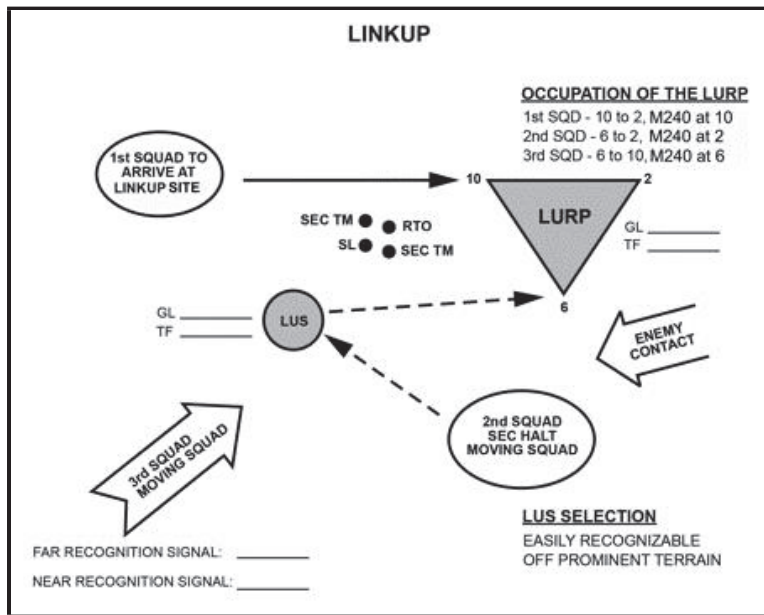 LINKUP
OCCUPATION OF THE LURP
1st SQD - 10 to 2, M240 at 10
2nd SQD - 6 to 2, M240 at 2
3rd SQD - 6 to 10, M240 at 6
1st SQUAD TO
ARRIVE AT
LINKUP SITE
10
2
LURP
6
SEC TM
RTO
SL
SEC TM
GL
TF
GL
TF
LUS
ENEMY
CONTACT
2nd SQUAD
SEC HALT
MOVING SQUAD
3rd SQUAD
MOVING SQUAD
LUS SELECTION
EASILY RECOGNIZABLE
OFF PROMINENT TERRAIN
FAR RECOGNITION SIGNAL:
NEAR RECOGNITION SIGNAL: